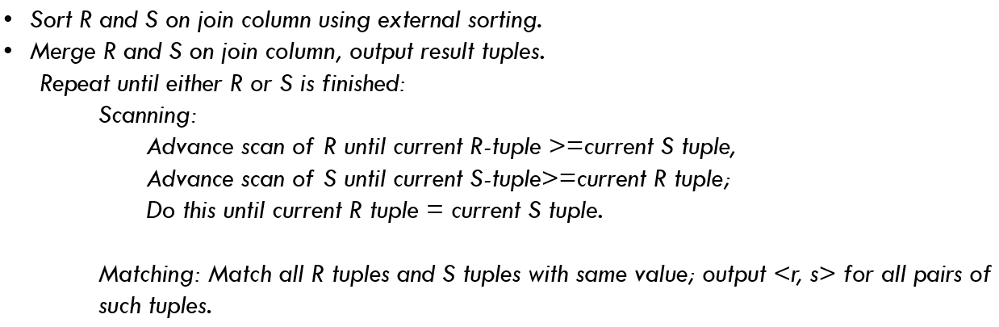 • Sort R and S on join column using external sorting.
• Merge R and S on join column, output result tuples.
Repeat until either R or S is finished:
Scanning:
Advance scan of R until current R-tuple >=current S tuple,
Advance scan of S until current S-tuple>=current R tuple;
Do this until current R tuple = current S tuple.
Matching: Match all R tuples and S tuples with same value; output <r, s> for all pairs of
such tuples.